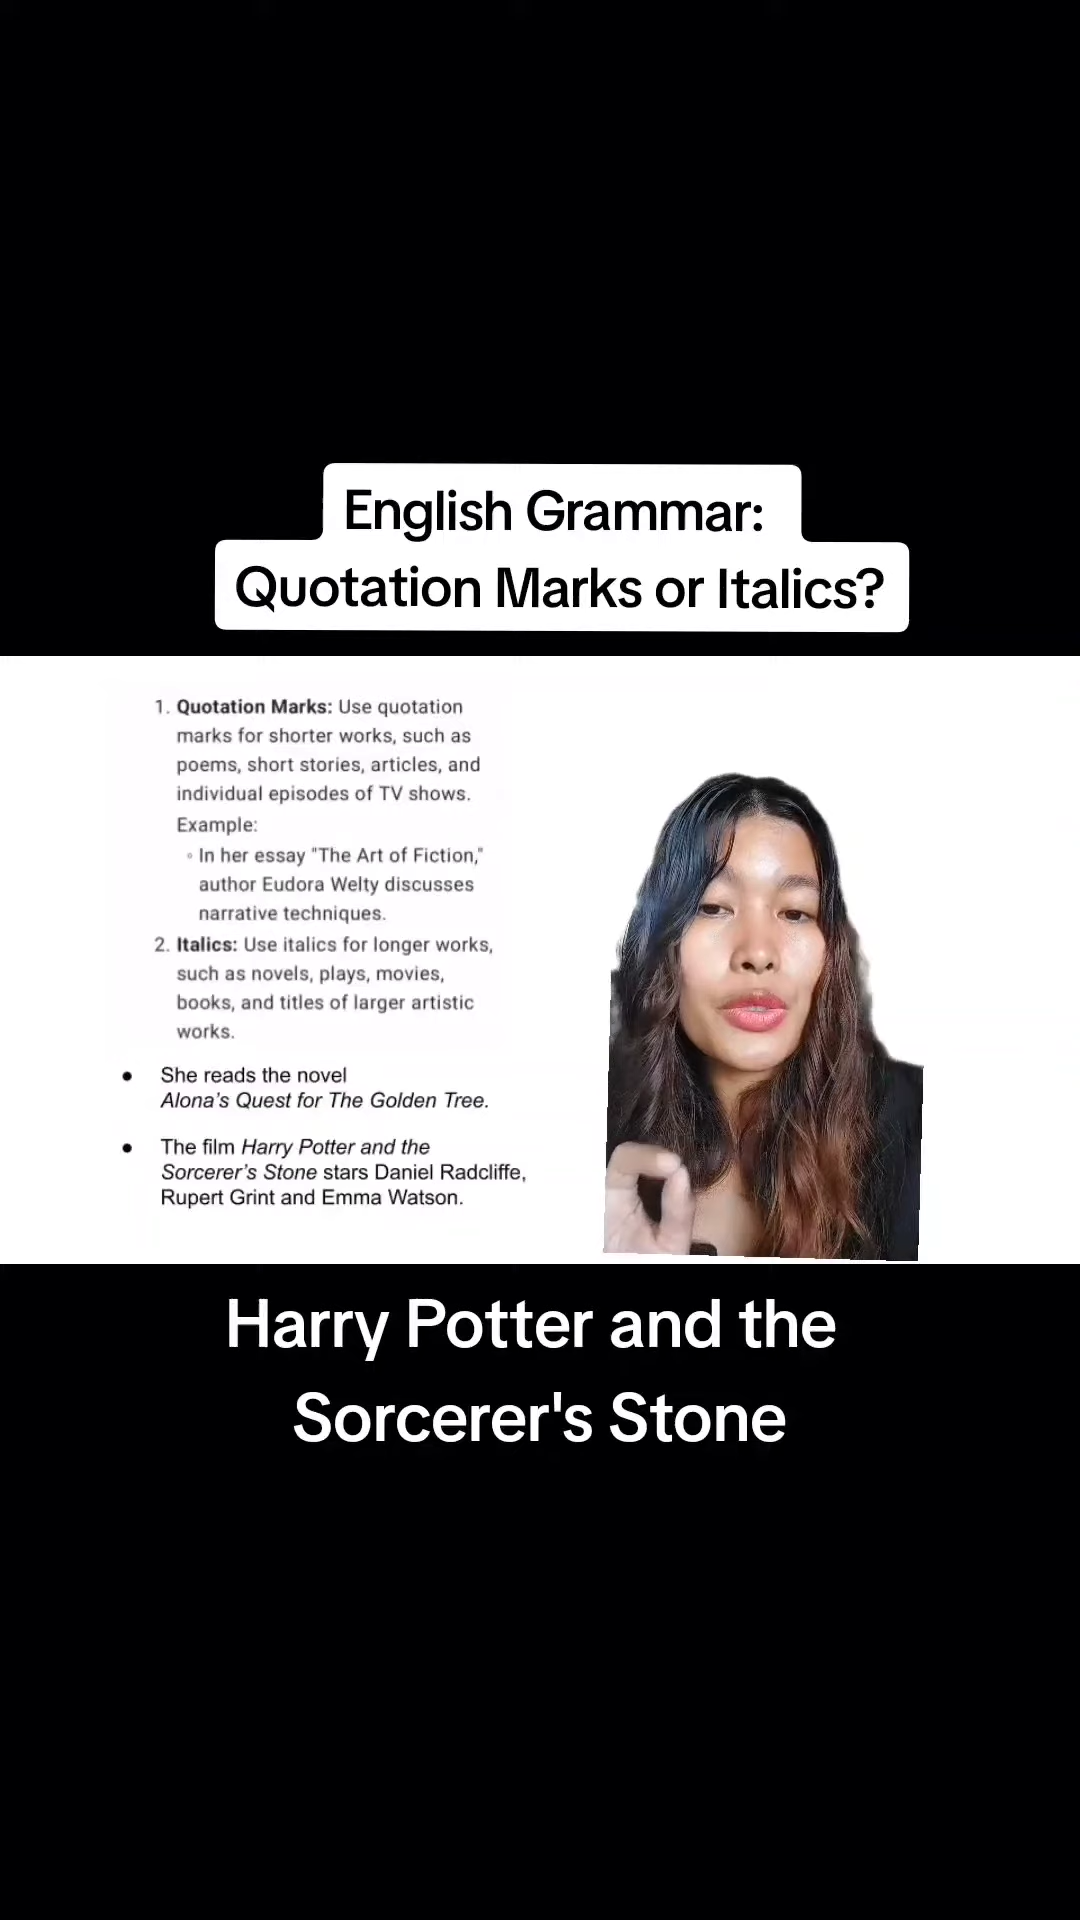 English Grammar:
Quotation Marks or Italics?
1. Quotation Marks: Use quotation
marks for shorter works, such as
poems, short stories, articles, and
individual episodes of TV shows.
Example:
◦ In her essay "The Art of Fiction,"
author Eudora Welty discusses
narrative techniques.
2. Italics: Use italics for longer works,
such as novels, plays, movies,
books, and titles of larger artistic
works.
● She reads the novel
Alona’s Quest for The Golden Tree.
● The film Harry Potter and the
Sorcerer’s Stone stars Daniel Radcliffe,
Rupert Grint and Emma Watson.
Harry Potter and the
Sorcerer's Stone